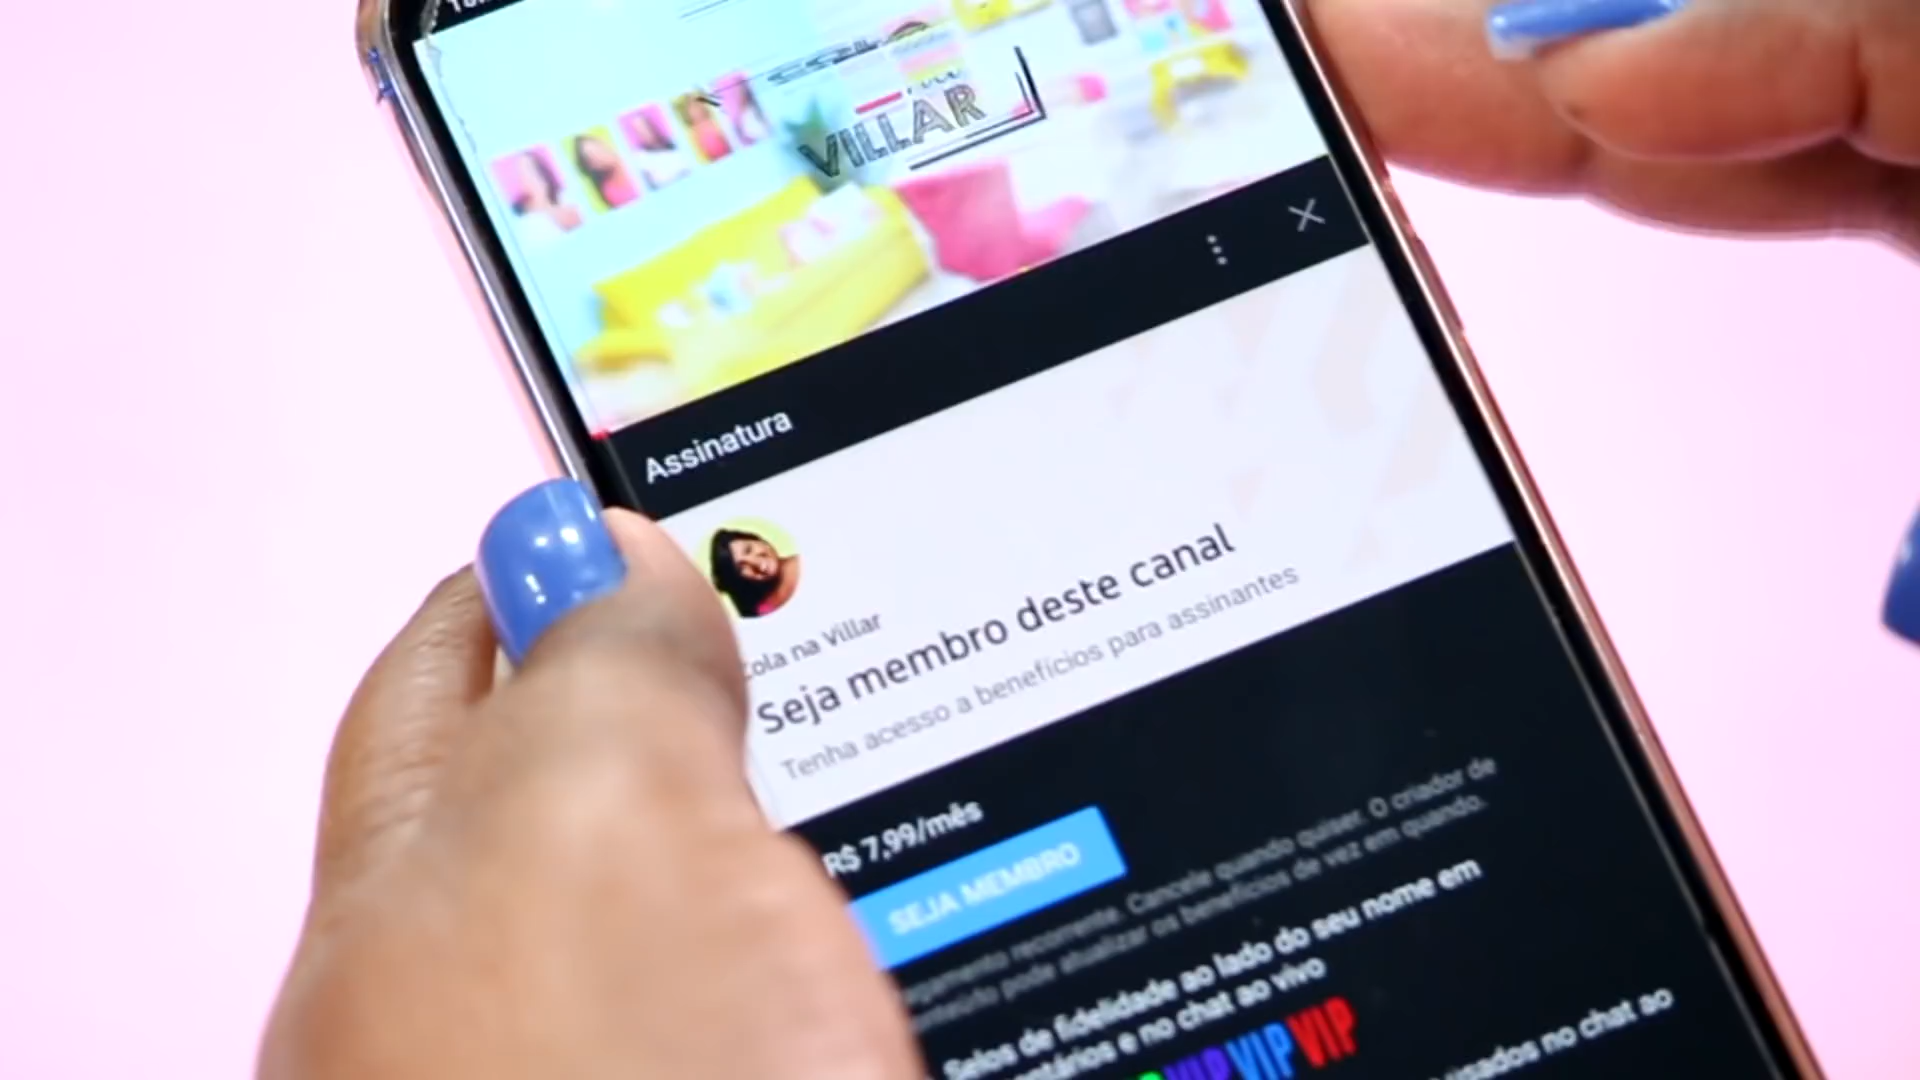 VILLAR
Assinatura
Cola na Villar
Seja membro deste canal
Tenha acesso a benefícios para assinantes
R$ 7,99/mês
SEJA MEMBRO
recorrente. Cancele quando quiser. O criador de
pode atualizar os benefícios de vez em quando.
Selos de fidelidade ao lado do seu nome em
e no chat ao vivo
VIP VIP VIP
usados no chat ao